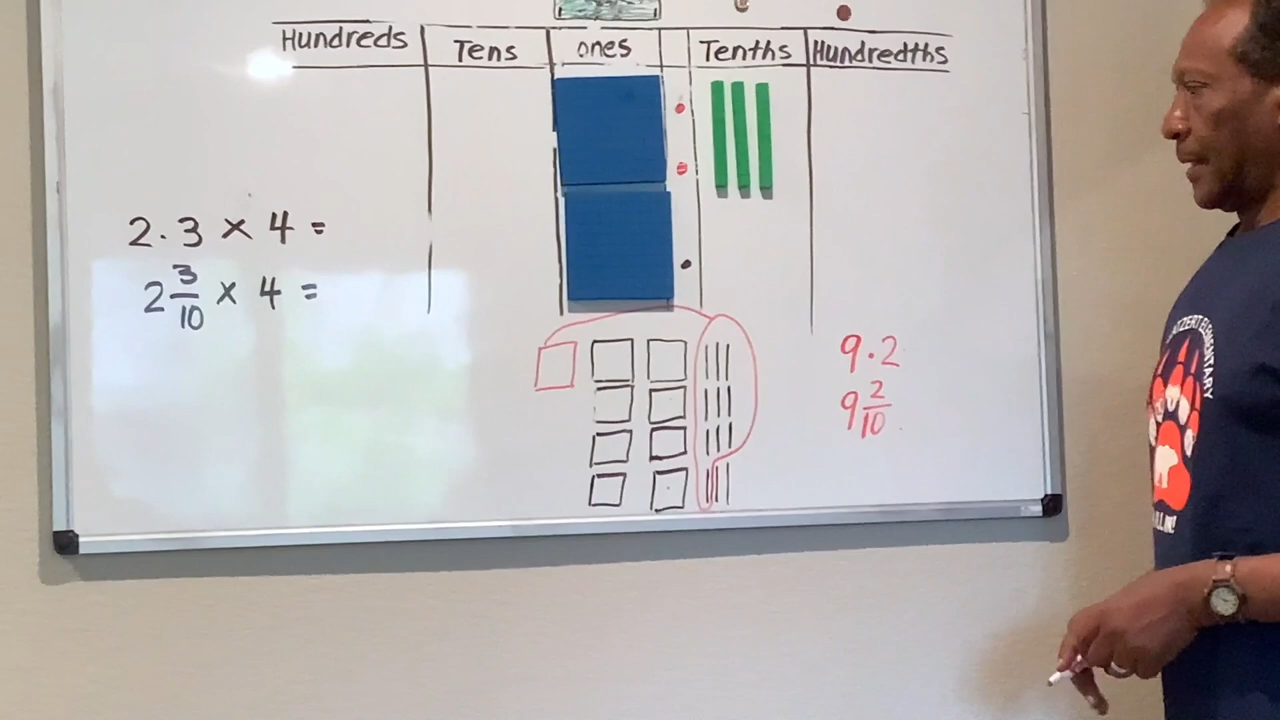 Hundreds Tens ones Tenths Hundredths
2.3 × 4 =
2 3/10 × 4 =
9.2
9 2/10